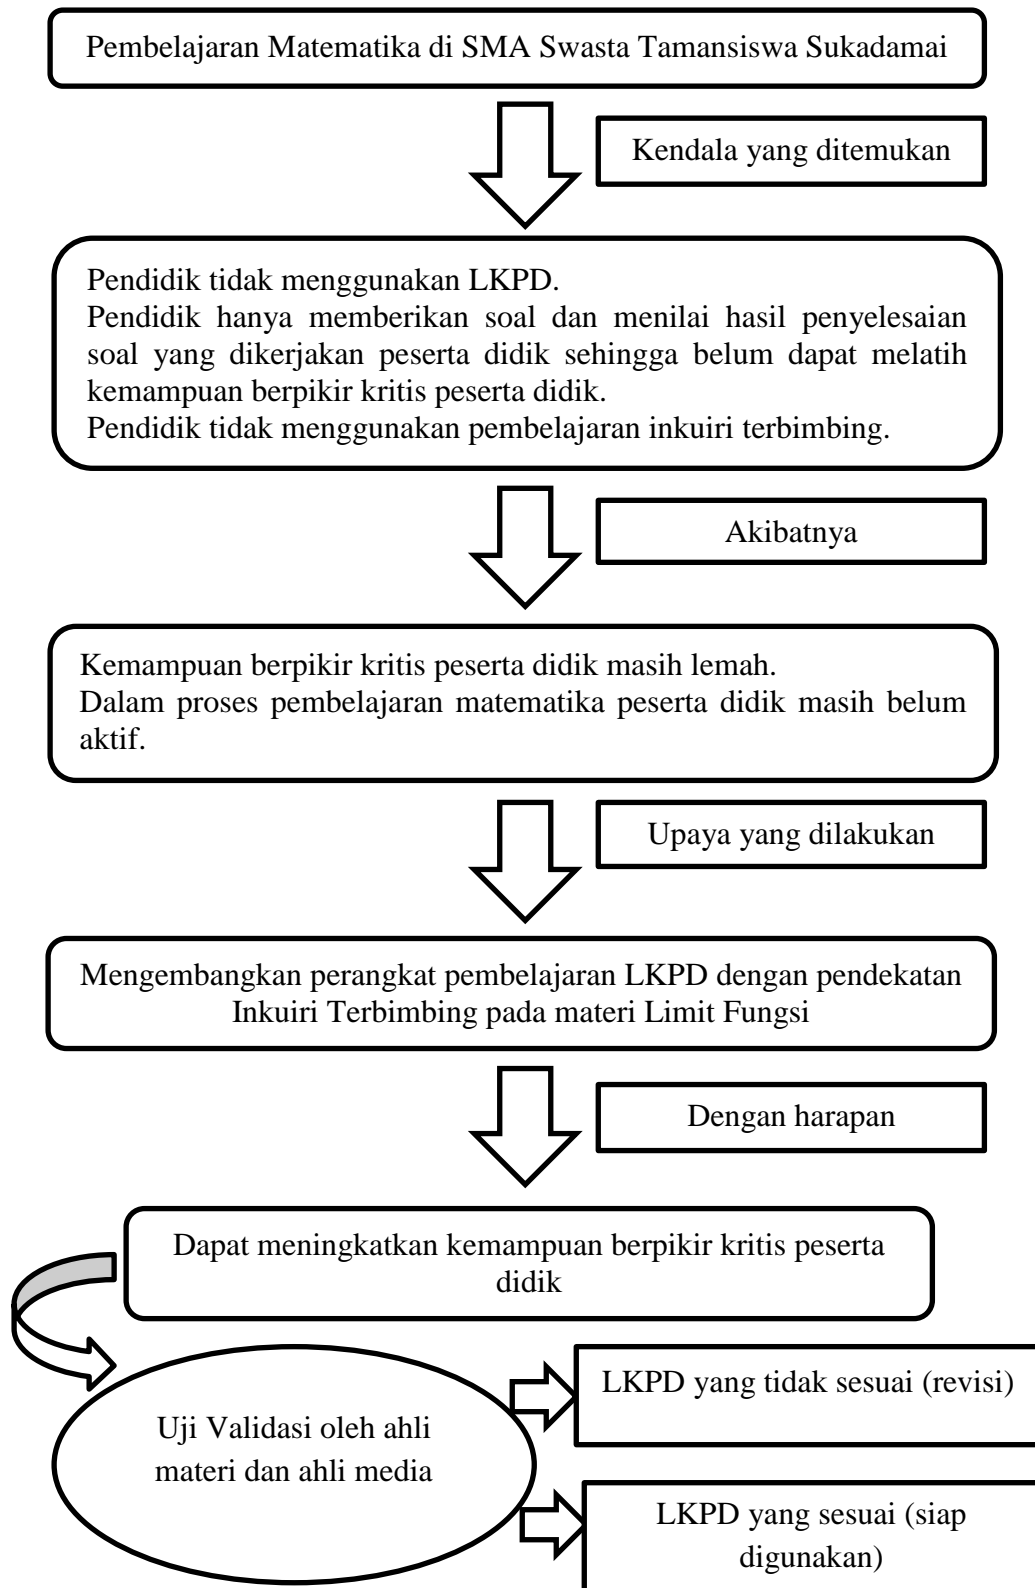 Pembelajaran Matematika di SMA Swasta Tamansiswa Sukadamai
Kendala yang ditemukan
Pendidik tidak menggunakan LKPD.
Pendidik hanya memberikan soal dan menilai hasil penyelesaian
soal yang dikerjakan peserta didik sehingga belum dapat melatih
kemampuan berpikir kritis peserta didik.
Pendidik tidak menggunakan pembelajaran inkuiri terbimbing.
Akibatnya
Kemampuan berpikir kritis peserta didik masih lemah.
Dalam proses pembelajaran matematika peserta didik masih belum
aktif.
Upaya yang dilakukan
Mengembangkan perangkat pembelajaran LKPD dengan pendekatan
Inkuiri Terbimbing pada materi Limit Fungsi
Dengan harapan
Dapat meningkatkan kemampuan berpikir kritis peserta
didik
Uji Validasi oleh ahli
materi dan ahli media
LKPD yang tidak sesuai (revisi)
LKPD yang sesuai (siap
digunakan)